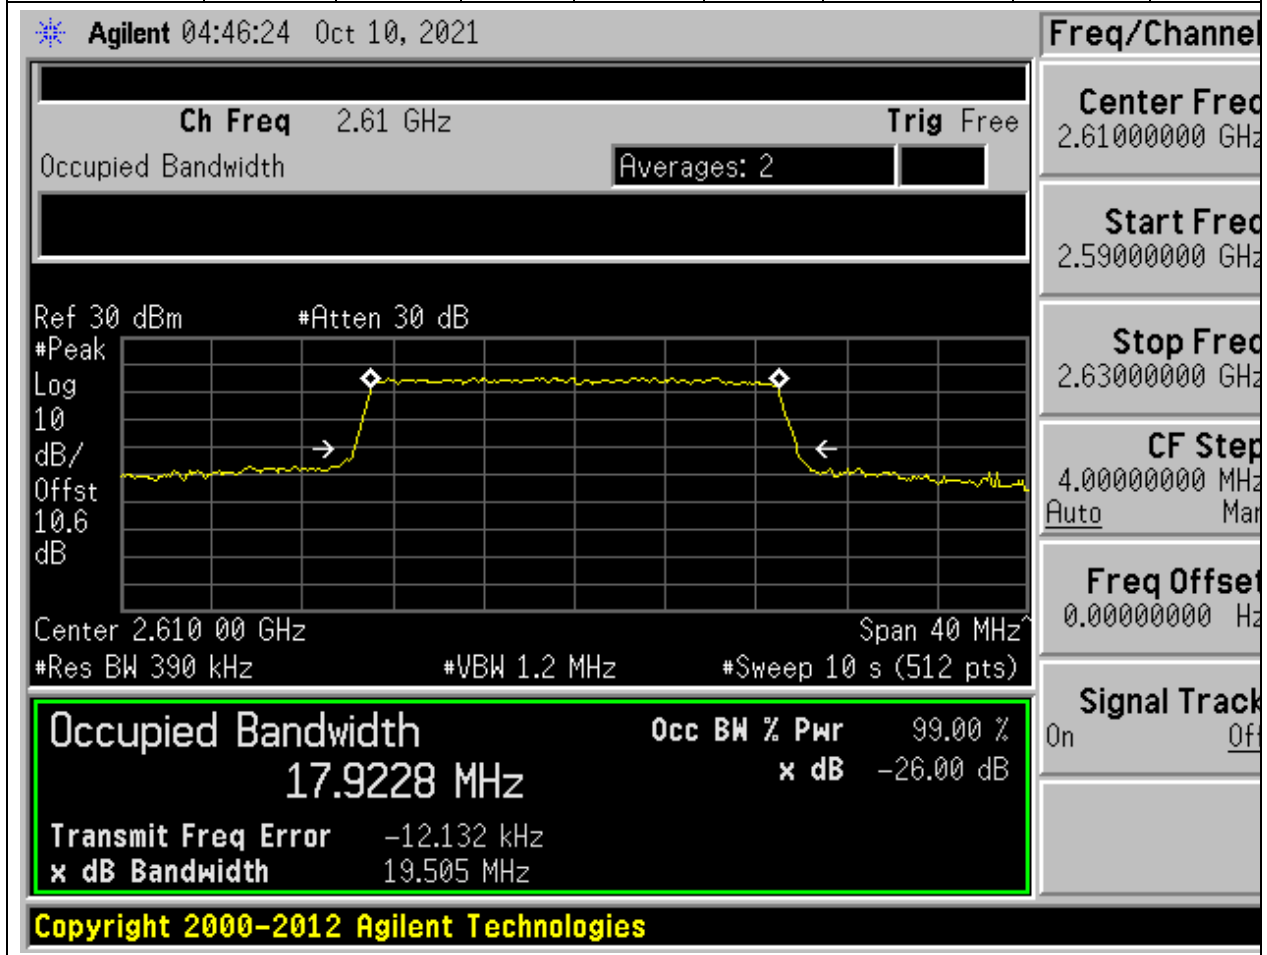 Agilent 04:46:24 Oct 10, 2021
Ch Freq 2.61 GHz Trig Free
Occupied Bandwidth Averages: 2
Ref 30 dBm #Atten 30 dB
#Peak
Log
10
dB/
Offst
10.6
dB
Center 2.610 00 GHz Span 40 MHz^
#Res BW 390 kHz #VBW 1.2 MHz #Sweep 10 s (512 pts)
Occupied Bandwidth Occ BW % Pwr 99.00 %
17.9228 MHz x dB -26.00 dB
Transmit Freq Error -12.132 kHz
x dB Bandwidth 19.505 MHz
Copyright 2000-2012 Agilent Technologies
Freq/Channel
Center Freq
2.61000000 GHz
Start Freq
2.59000000 GHz
Stop Freq
2.63000000 GHz
CF Step
4.00000000 MHz
Auto Man
Freq Offset
0.00000000 Hz
Signal Track
On Off